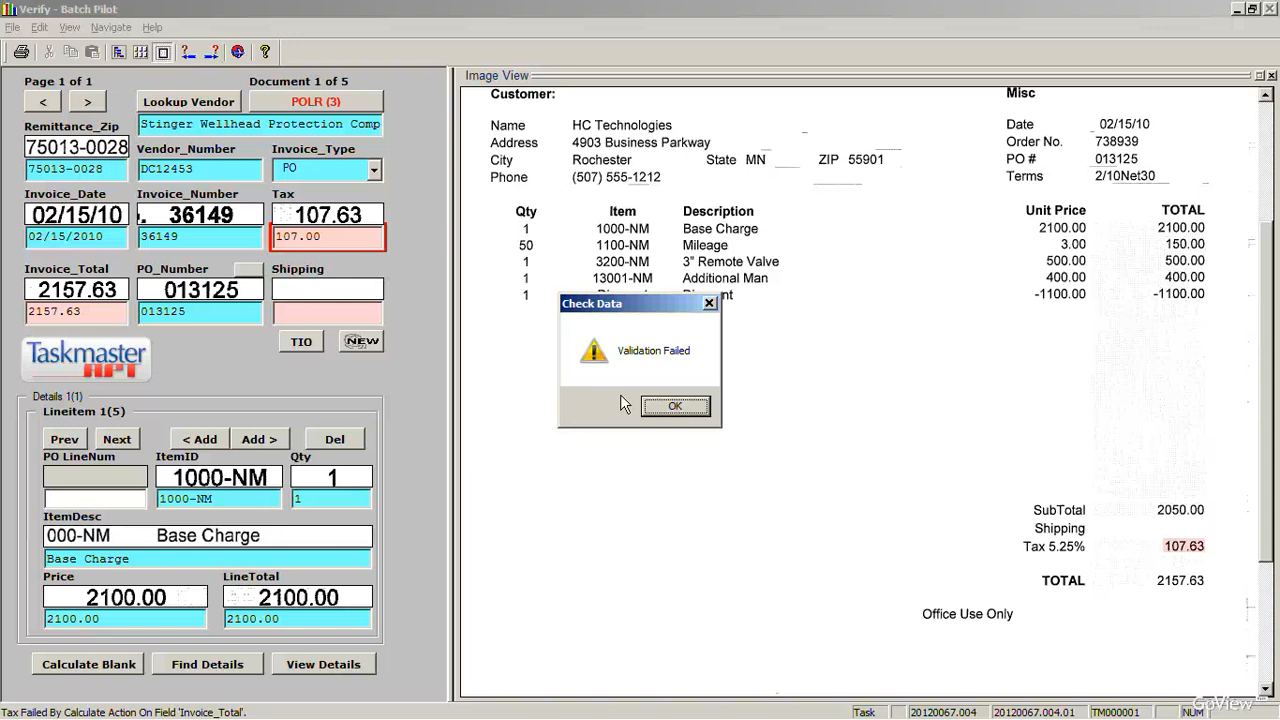 Verify - Batch Pilot
File Edit View Navigate Help
Page 1 of 1 Document 1 of 5
< > Lookup Vendor POLR (3)
Remittance_Zip Stinger Wellhead Protection Comp
75013-0028 Vendor_Number Invoice_Type
75013-0028 DC12453 PO
Invoice_Date Invoice_Number Tax
02/15/10 . 36149 107.63
02/15/2010 36149 107.00
Invoice_Total PO_Number Shipping
2157.63 013125
2157.63 013125
TIO NEW
Taskmaster
APT
Details 1(1)
Lineitem 1(5)
Prev Next < Add Add > Del
PO LineNum ItemID Qty
1000-NM 1
1000-NM 1
ItemDesc
000-NM Base Charge
Base Charge
Price LineTotal
2100.00 2100.00
2100.00 2100.00
Calculate Blank Find Details View Details
Image View
Customer: Misc
Name HC Technologies Date 02/15/10
Address 4903 Business Parkway Order No. 738939
City Rochester State MN ZIP 55901 PO # 013125
Phone (507) 555-1212 Terms 2/10Net30
Qty Item Description Unit Price TOTAL
1 1000-NM Base Charge 2100.00 2100.00
50 1100-NM Mileage 3.00 150.00
1 3200-NM 3" Remote Valve 500.00 500.00
1 13001-NM Additional Man 400.00 400.00
1 -1100.00 -1100.00
Check Data
Validation Failed
OK
SubTotal 2050.00
Shipping
Tax 5.25% 107.63
TOTAL 2157.63
Office Use Only
GoView
Tax Failed By Calculate Action On Field 'Invoice_Total'. Task 20120067.004 20120067.004.01 TM000001 NUM